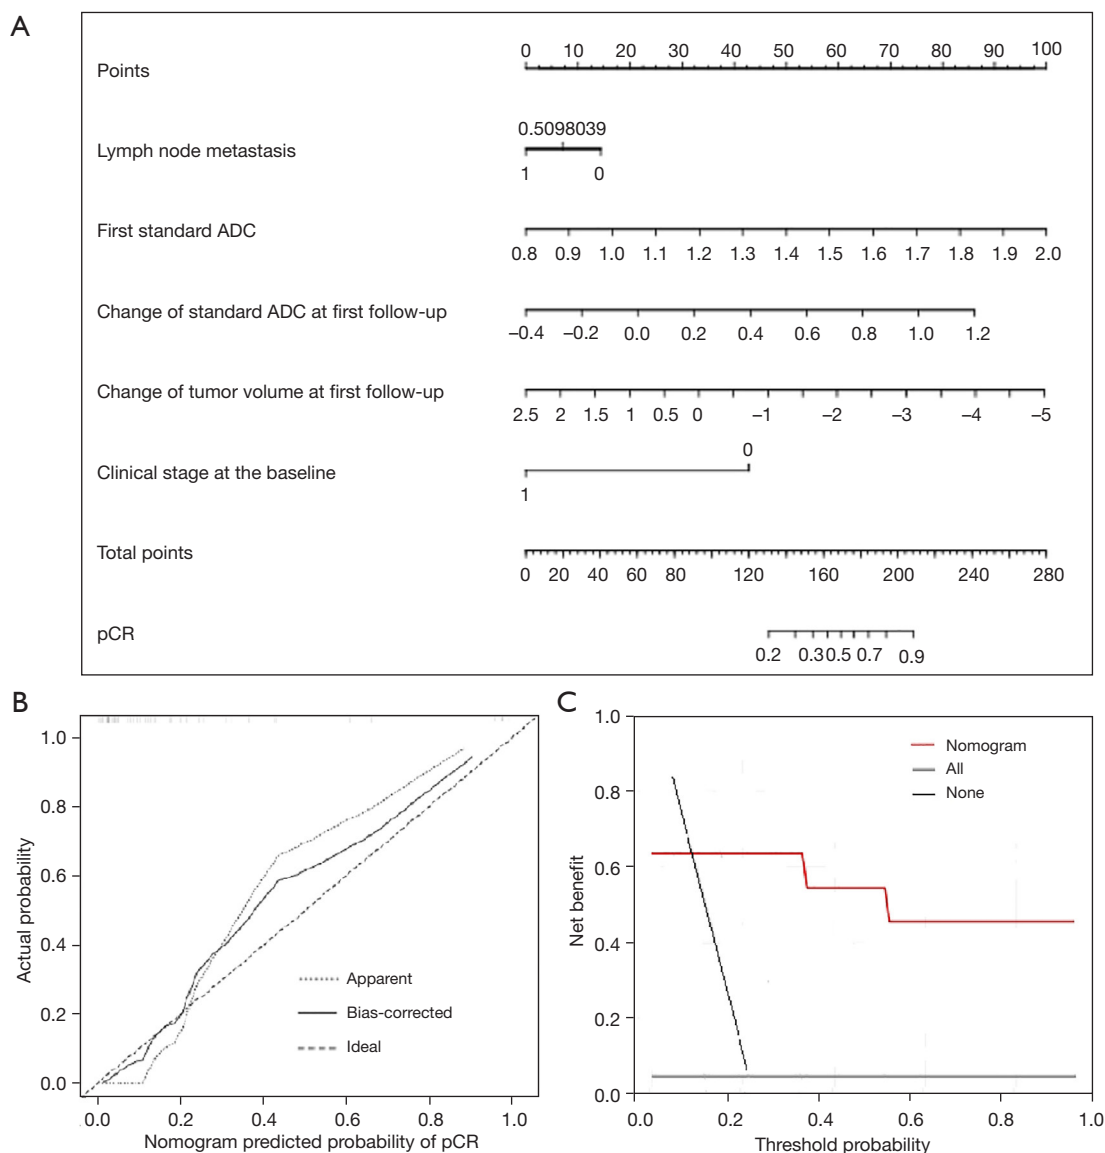 A
Points
0 10 20 30 40 50 60 70 80 90 100
Lymph node metastasis
0.5098039
1 0
First standard ADC
0.8 0.9 1.0 1.1 1.2 1.3 1.4 1.5 1.6 1.7 1.8 1.9 2.0
Change of standard ADC at first follow-up
−0.4 −0.2 0.0 0.2 0.4 0.6 0.8 1.0 1.2
Change of tumor volume at first follow-up
2.5 2 1.5 1 0.5 0 −1 −2 −3 −4 −5
Clinical stage at the baseline
0
1
Total points
0 20 40 60 80 120 160 200 240 280
pCR
0.2 0.3 0.5 0.7 0.9
B
Actual probability
1.0
0.8
0.6
0.4
0.2
0.0
Apparent
Bias-corrected
Ideal
0.0 0.2 0.4 0.6 0.8 1.0
Nomogram predicted probability of pCR
C
Net benefit
1.0
0.8
0.6
0.4
0.2
0.0
Nomogram
All
None
0.0 0.2 0.4 0.6 0.8 1.0
Threshold probability